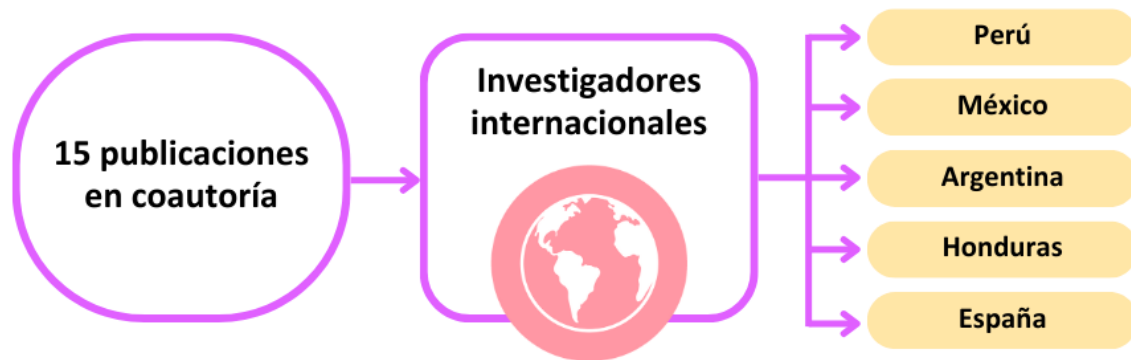 15 publicaciones
en coautoría
Investigadores
internacionales
Perú
México
Argentina
Honduras
España